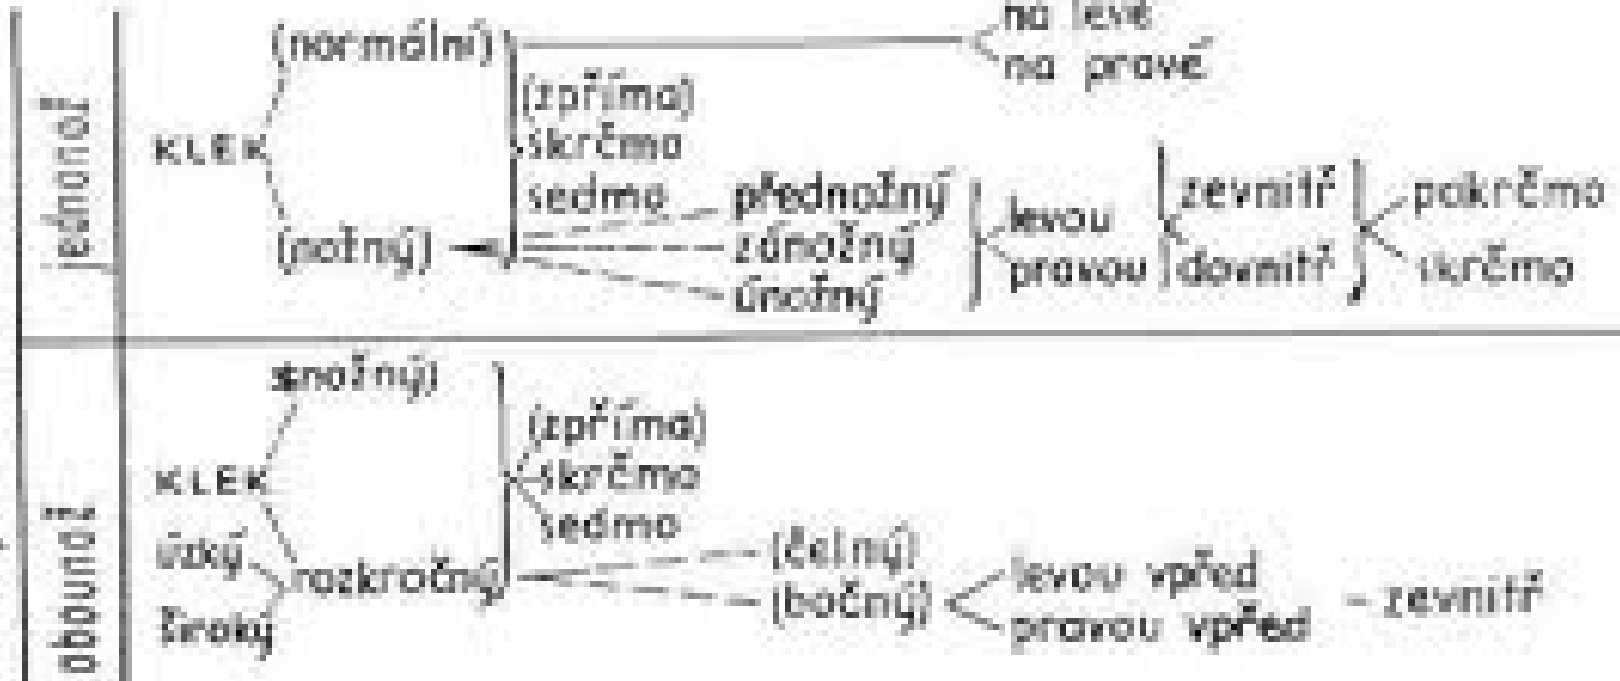 jednonož
KLEK
(normální)
na levé
na pravé
(zpříma)
skrčmo
sedmo
(nožný)
přednožný
zánožný
únožný
levou
pravou
zevnitř
dovnitř
pokrčmo
skrčmo
obounož
KLEK
snožný)
(zpříma)
skrčmo
sedmo
úzký
široký
rozkročný
(čelný)
(bočný)
levou vpřed
pravou vpřed
zevnitř